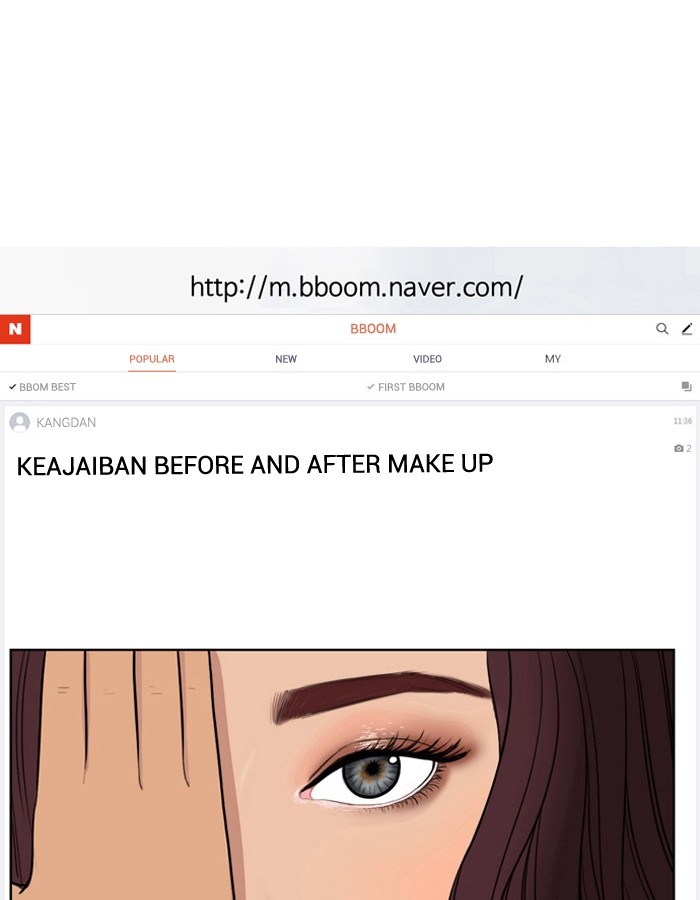 http://m.bboom.naver.com/
N
BBOOM
POPULAR NEW VIDEO MY
BBOM BEST FIRST BBOOM
KANGDAN 11:36
2
KEAJAIBAN BEFORE AND AFTER MAKE UP